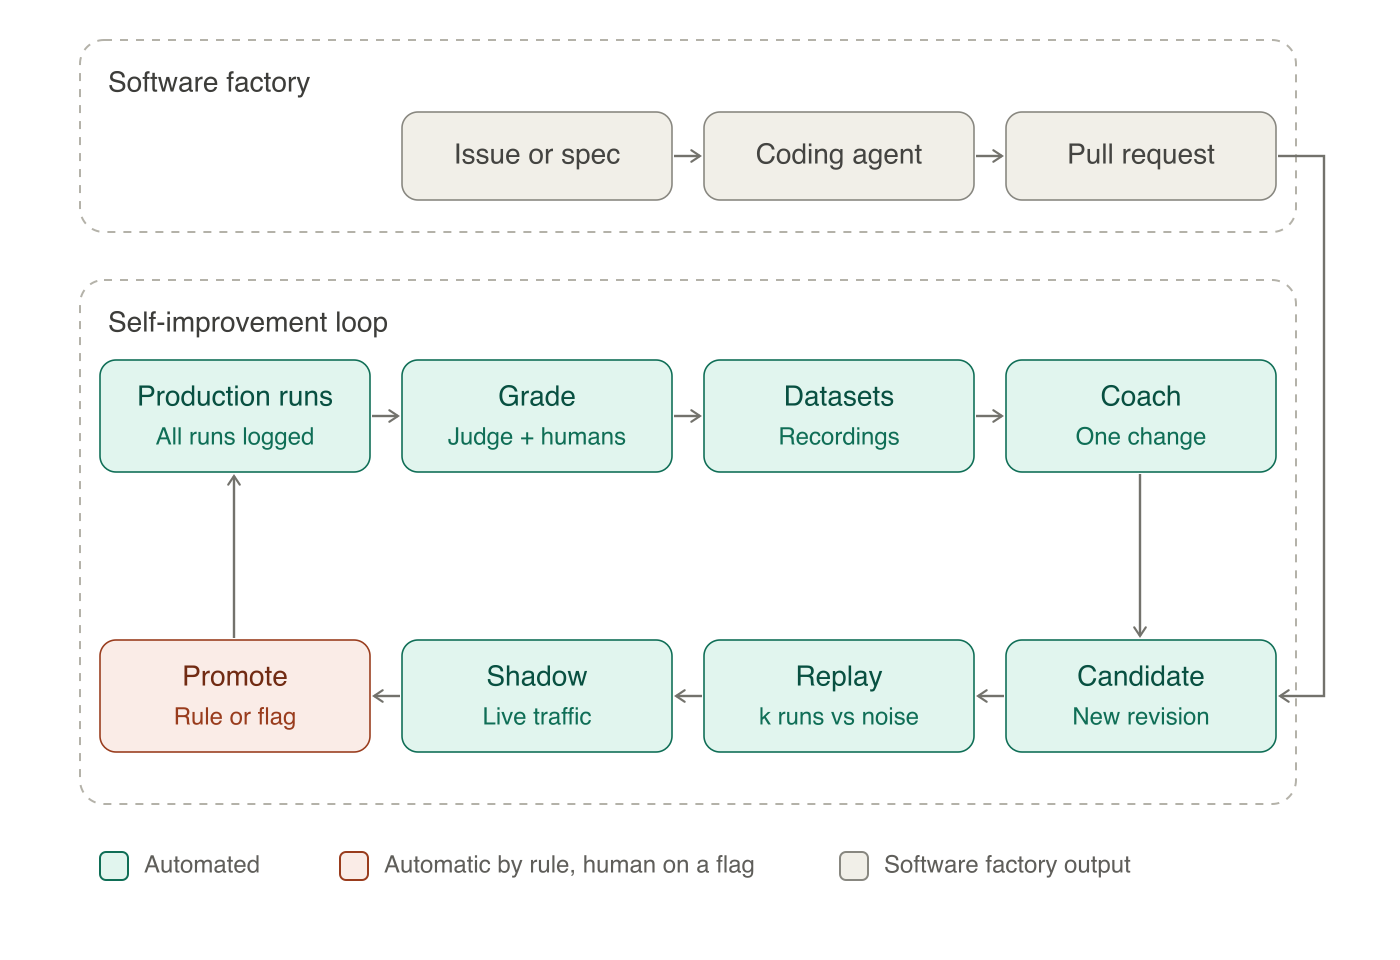 Software factory
Issue or spec
Coding agent
Pull request
Self-improvement loop
Production runs
All runs logged
Grade
Judge + humans
Datasets
Recordings
Coach
One change
Promote
Rule or flag
Shadow
Live traffic
Replay
k runs vs noise
Candidate
New revision
Automated
Automatic by rule, human on a flag
Software factory output